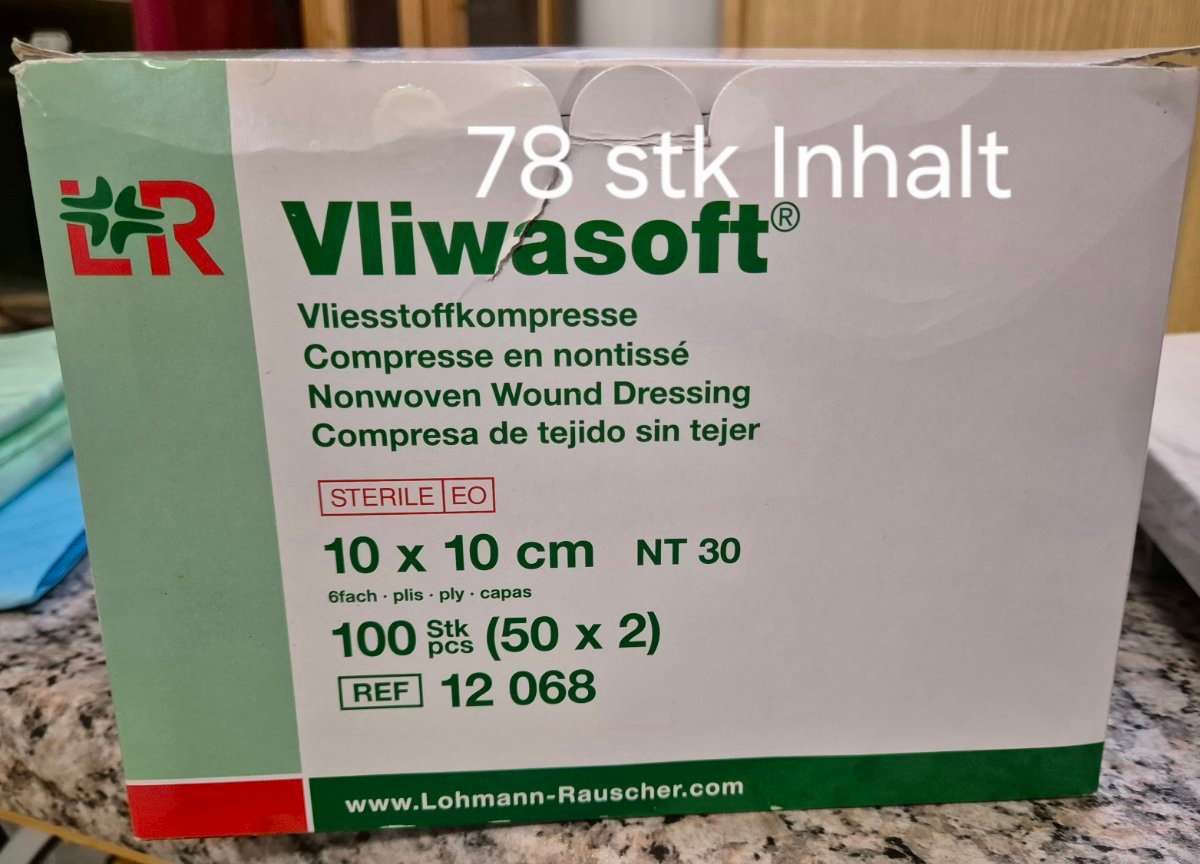 78 stk Inhalt
LR
Vliwasoft®
Vliesstoffkompresse
Compresse en nontissé
Nonwoven Wound Dressing
Compresa de tejido sin tejer
STERILE EO
10 x 10 cm NT 30
6fach · plis · ply · capas
100 Stk pcs (50 x 2)
REF 12 068
www.Lohmann-Rauscher.com